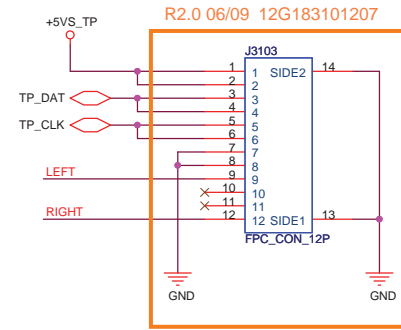 R2.0 06/09 12G183101207
+5VS_TP
J3103
1 1 SIDE2 14
2 2
TP_DAT 3 3
4 4
TP_CLK 5 5
6 6
7 7
8 8
LEFT 9 9
10 10
11 11
RIGHT 12 12 SIDE1 13
FPC_CON_12P
GND GND